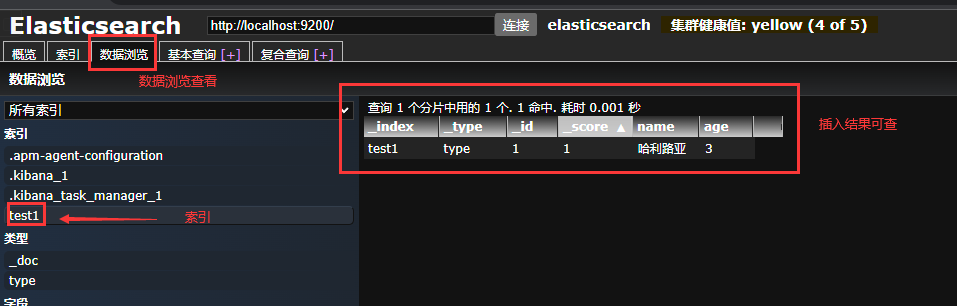 Elasticsearch http://localhost:9200/ 连接 elasticsearch 集群健康值: yellow (4 of 5)
概览 索引 数据浏览 基本查询 [+] 复合查询 [+]
数据浏览 数据浏览查看
所有索引 查询 1 个分片中用的 1 个. 1 命中. 耗时 0.001 秒
索引 _index _type _id _score ▲ name age 插入结果可查
.apm-agent-configuration test1 type 1 1 哈利路亚 3
.kibana_1
.kibana_task_manager_1
test1 索引
类型
_doc
type
字段